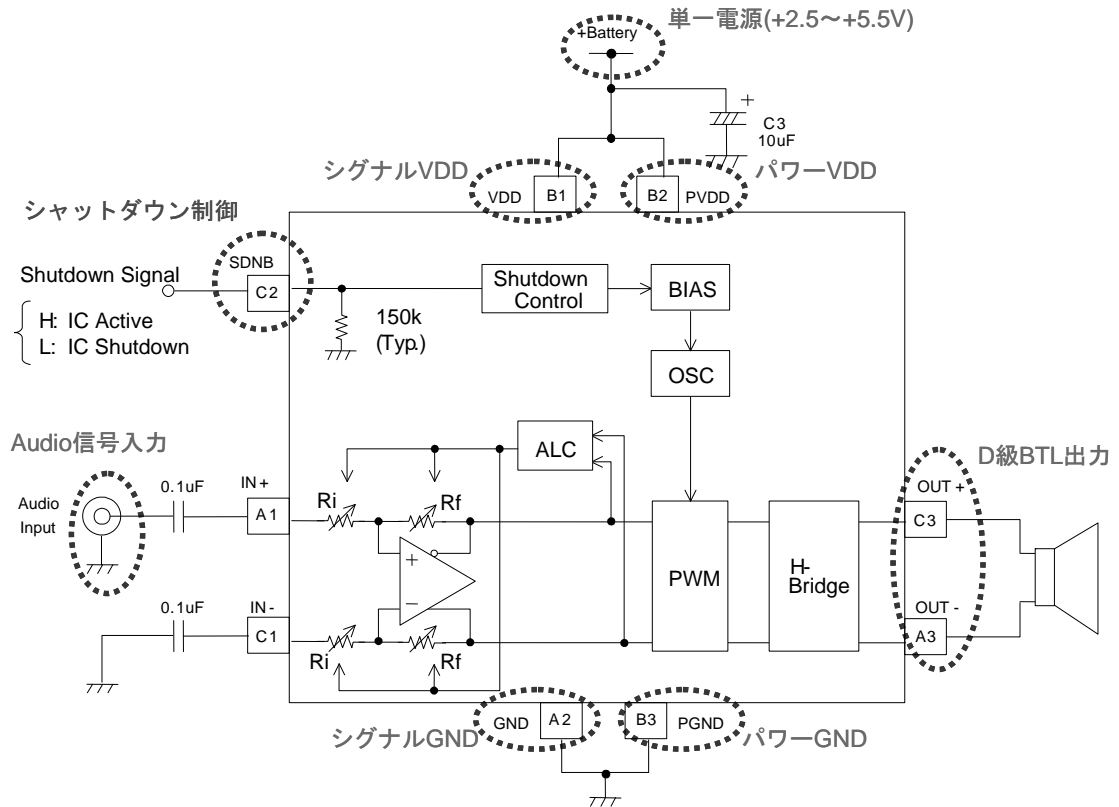 単一電源(+2.5～+5.5V)
+Battery
+
C3
10uF
シグナルVDD
パワーVDD
VDD
B1
B2
PVDD
シャットダウン制御
SDNB
Shutdown Signal
C2
H: IC Active
L: IC Shutdown
150k
(Typ.)
Shutdown
Control
BIAS
OSC
Audio信号入力
ALC
D級BTL出力
Audio
Input
0.1uF
IN+
A1
Ri
Rf
OUT +
C3
+
PWM
H-
Bridge
0.1uF
IN-
C1
−
Ri
Rf
OUT -
A3
シグナルGND
GND
A2
B3
PGND
パワーGND